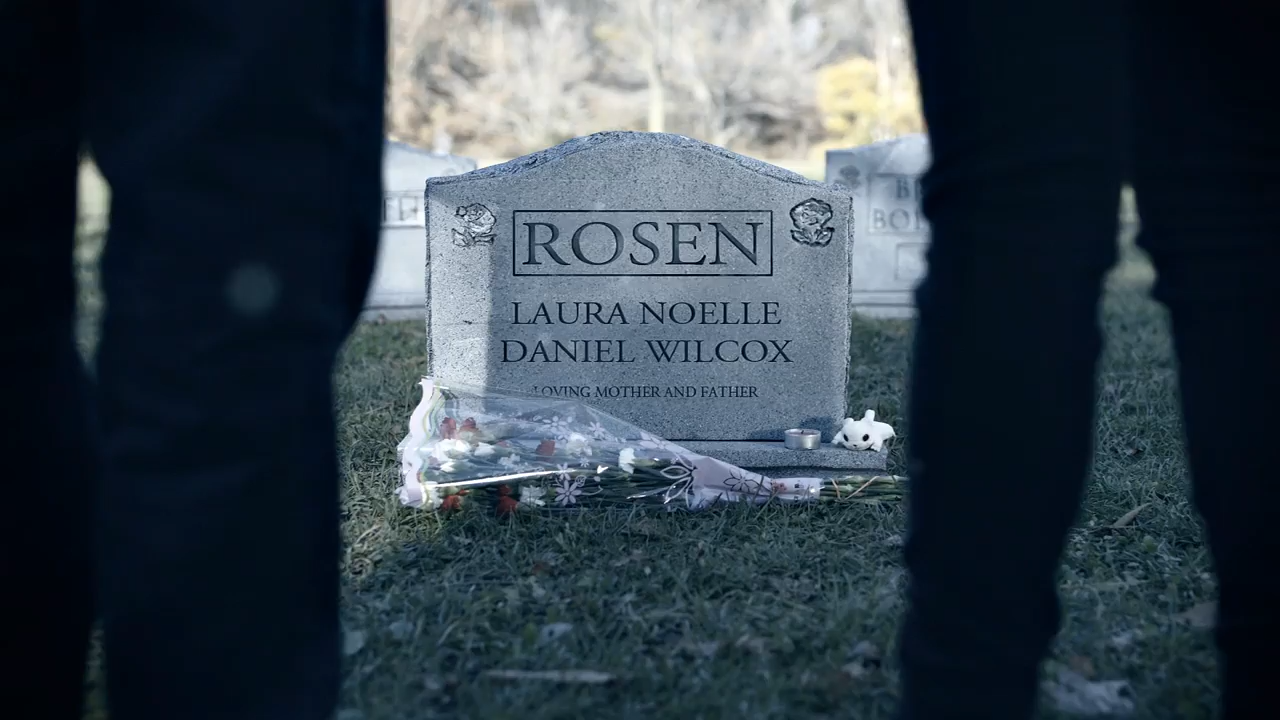 ROSEN
LAURA NOELLE
DANIEL WILCOX
LOVING MOTHER AND FATHER